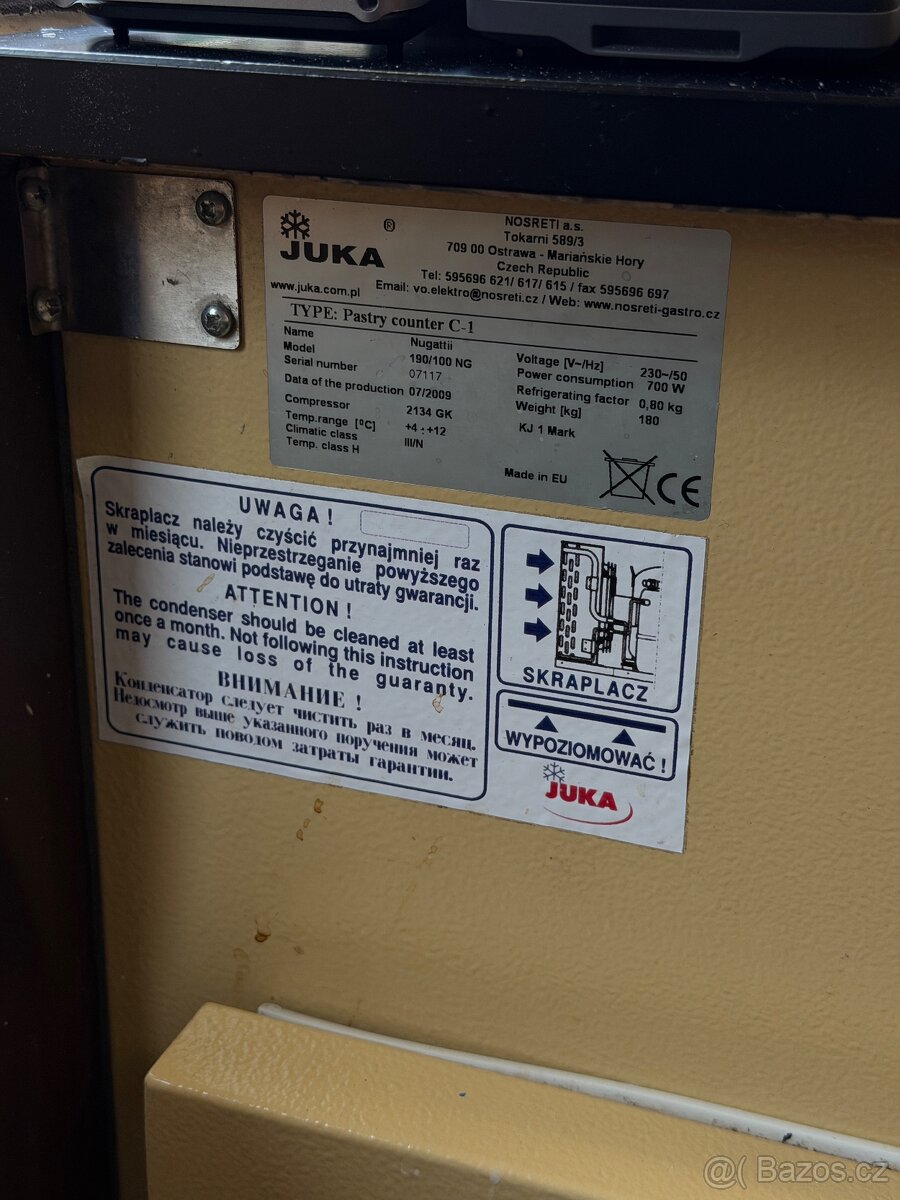 JUKA ®
www.juka.com.pl
NOSRETI a.s.
Tokarni 589/3
709 00 Ostrawa - Mariańskie Hory
Czech Republic
Tel: 595696 621/ 617/ 615 / fax 595696 697
Email: vo.elektro@nosreti.cz / Web: www.nosreti-gastro.cz
TYPE: Pastry counter C-1
Name Nugattii
Model 190/100 NG
Serial number 07117
Data of the production 07/2009
Compressor 2134 GK
Temp.range [ºC] +4 ÷ +12
Climatic class III/N
Temp. class H
Voltage [V~/Hz] 230~/50
Power consumption 700 W
Refrigerating factor 0,80 kg
Weight [kg] 180
KJ 1 Mark
Made in EU
CE
UWAGA !
Skraplacz należy czyścić przynajmniej raz
w miesiącu. Nieprzestrzeganie powyższego
zalecenia stanowi podstawę do utraty gwarancji.
ATTENTION !
The condenser should be cleaned at least
once a month. Not following this instruction
may cause loss of the guaranty.
ВНИМАНИЕ !
Конденсатор следует чистить раз в месяц.
Недосмотр выше указанного поручения может
служить поводом затраты гарантии.
SKRAPLACZ
WYPOZIOMOWAĆ !
JUKA
@( Bazos.cz